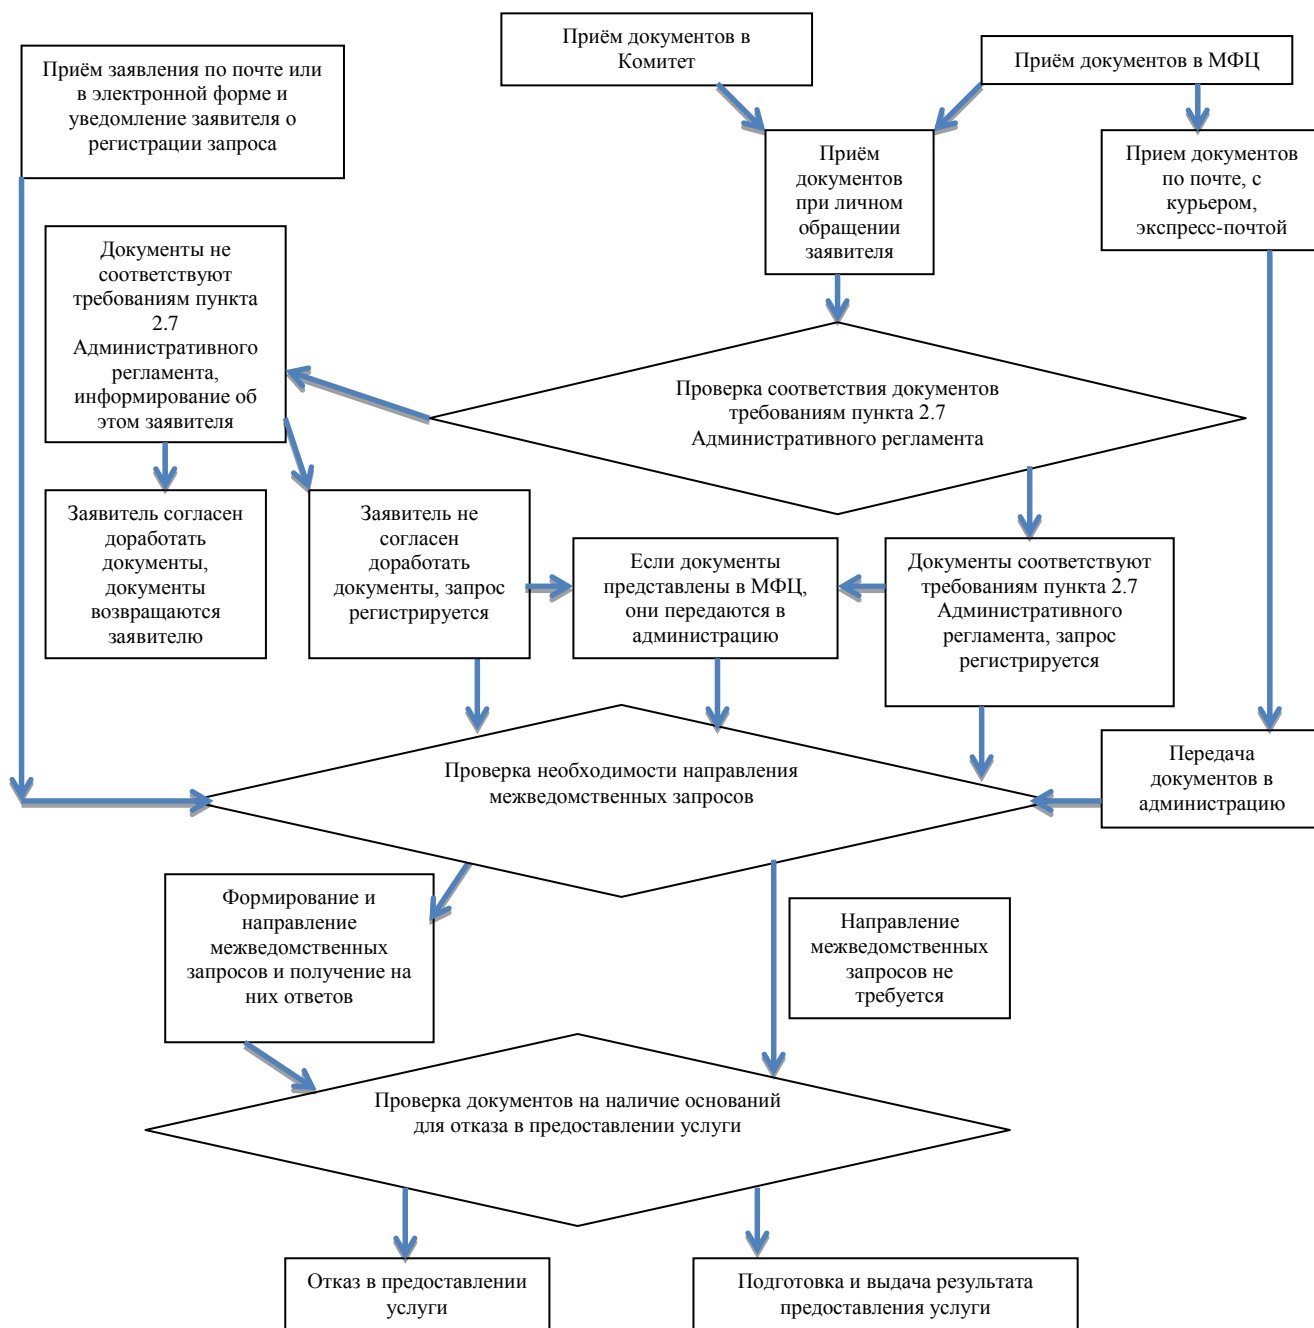 Приём документов в
Комитет
Приём документов в МФЦ
Приём заявления по почте или
в электронной форме и
уведомление заявителя о
регистрации запроса
Приём
документов
при личном
обращении
заявителя
Прием документов
по почте, с
курьером,
экспресс-почтой
Документы не
соответствуют
требованиям пункта
2.7
Административного
регламента,
информирование об
этом заявителя
Проверка соответствия документов
требованиям пункта 2.7
Административного регламента
Заявитель согласен
доработать
документы,
документы
возвращаются
заявителю
Заявитель не
согласен
доработать
документы, запрос
регистрируется
Если документы
представлены в МФЦ,
они передаются в
администрацию
Документы соответствуют
требованиям пункта 2.7
Административного
регламента, запрос
регистрируется
Проверка необходимости направления
межведомственных запросов
Передача
документов в
администрацию
Формирование и
направление
межведомственных
запросов и получение на
них ответов
Направление
межведомственных
запросов не
требуется
Проверка документов на наличие оснований
для отказа в предоставлении услуги
Отказ в предоставлении
услуги
Подготовка и выдача результата
предоставления услуги